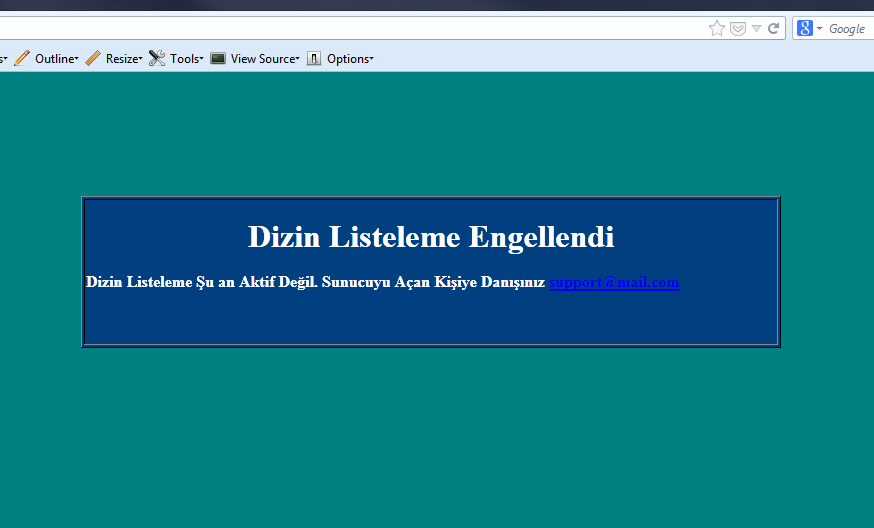 Google
s Outline Resize Tools View Source Options
Dizin Listeleme Engellendi
Dizin Listeleme Şu an Aktif Değil. Sunucuyu Açan Kişiye Danışınız support@mail.com